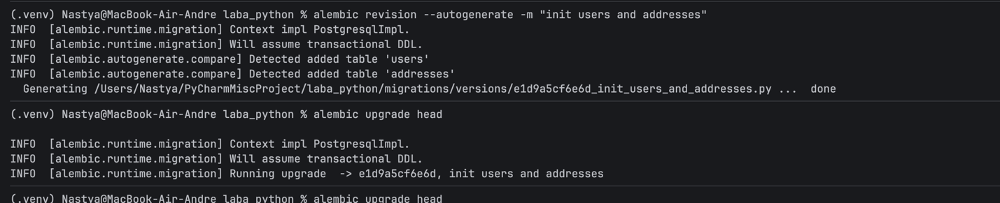 (.venv) Nastya@MacBook-Air-Andre laba_python % alembic revision --autogenerate -m "init users and addresses"
INFO  [alembic.runtime.migration] Context impl PostgresqlImpl.
INFO  [alembic.runtime.migration] Will assume transactional DDL.
INFO  [alembic.autogenerate.compare] Detected added table 'users'
INFO  [alembic.autogenerate.compare] Detected added table 'addresses'
  Generating /Users/Nastya/PyCharmMiscProject/laba_python/migrations/versions/e1d9a5cf6e6d_init_users_and_addresses.py ...  done
(.venv) Nastya@MacBook-Air-Andre laba_python % alembic upgrade head
INFO  [alembic.runtime.migration] Context impl PostgresqlImpl.
INFO  [alembic.runtime.migration] Will assume transactional DDL.
INFO  [alembic.runtime.migration] Running upgrade  -> e1d9a5cf6e6d, init users and addresses
(.venv) Nastya@MacBook-Air-Andre laba_python % alembic upgrade head